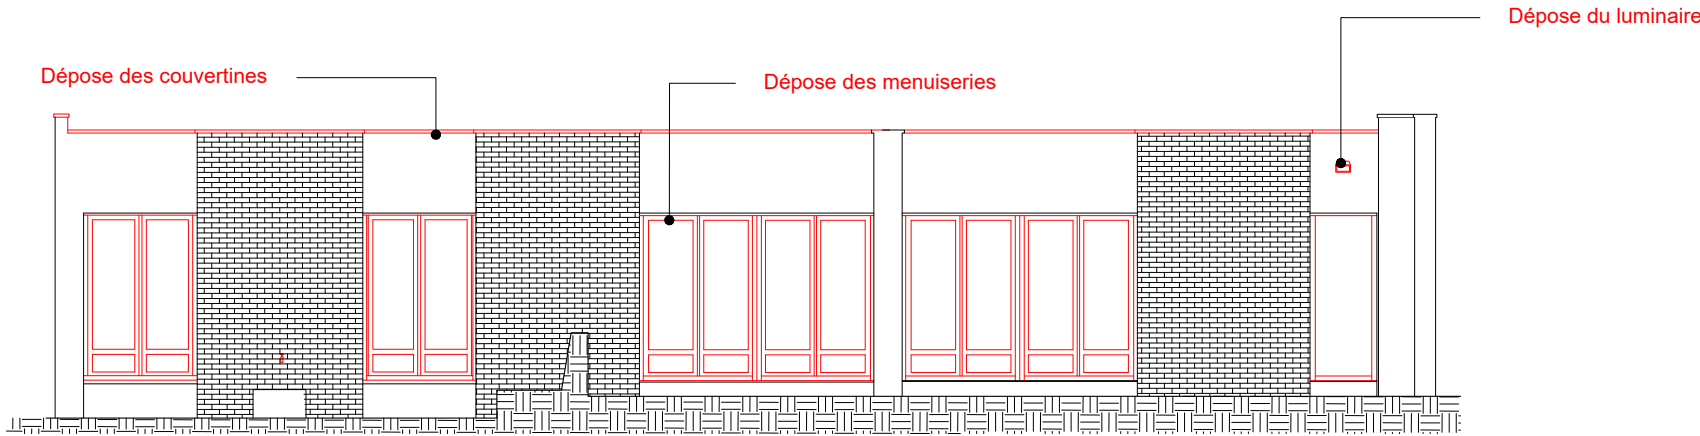 Dépose du luminaire
Dépose des couvertines
Dépose des menuiseries